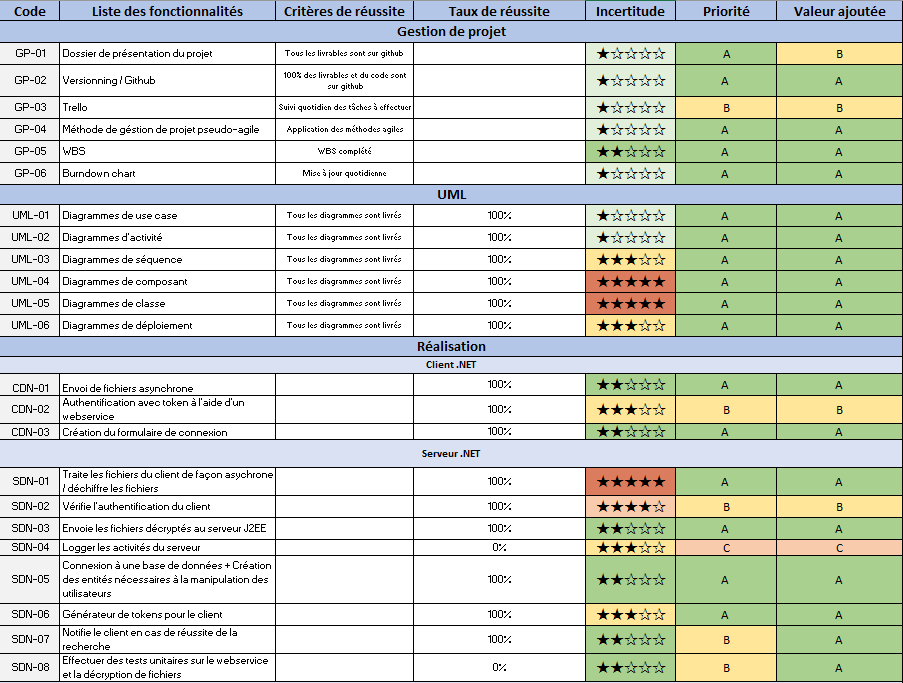 Code Liste des fonctionnalités Critères de réussite Taux de réussite Incertitude Priorité Valeur ajoutée
Gestion de projet
GP-01 Dossier de présentation du projet Tous les livrables sont sur github ★☆☆☆☆ A B
GP-02 Versionning / Github 100% des livrables et du code sont
sur github ★☆☆☆☆ A A
GP-03 Trello Suivi quotidien des tâches à effectuer ★☆☆☆☆ B B
GP-04 Méthode de géstion de projet pseudo-agile Application des méthodes agiles ★☆☆☆☆ A A
GP-05 WBS WBS complété ★★☆☆☆ A A
GP-06 Burndown chart Mise à jour quotidienne ★☆☆☆☆ A A
UML
UML-01 Diagrammes de use case Tous les diagrammes sont livrés 100% ★☆☆☆☆ A A
UML-02 Diagrammes d'activité Tous les diagrammes sont livrés 100% ★☆☆☆☆ A A
UML-03 Diagrammes de séquence Tous les diagrammes sont livrés 100% ★★★☆☆ A A
UML-04 Diagrammes de composant Tous les diagrammes sont livrés 100% ★★★★★ A A
UML-05 Diagrammes de classe Tous les diagrammes sont livrés 100% ★★★★★ A A
UML-06 Diagrammes de déploiement Tous les diagrammes sont livrés 100% ★★★☆☆ A A
Réalisation
Client .NET
CDN-01 Envoi de fichiers asynchrone 100% ★★☆☆☆ A A
CDN-02 Authentification avec token à l'aide d'un
webservice 100% ★★★☆☆ B B
CDN-03 Création du formulaire de connexion 100% ★★☆☆☆ A A
Serveur .NET
SDN-01 Traite les fichiers du client de façon asychrone
/ déchiffre les fichiers 100% ★★★★★ A A
SDN-02 Vérifie l'authentification du client 100% ★★★★☆ B B
SDN-03 Envoie les fichiers décryptés au serveur J2EE 100% ★★☆☆☆ A A
SDN-04 Logger les activités du serveur 0% ★★★☆☆ C C
SDN-05 Connexion à une base de données + Création
des entités nécessaires à la manipulation des
utilisateurs 100% ★★☆☆☆ A A
SDN-06 Générateur de tokens pour le client 100% ★★★☆☆ A A
SDN-07 Notifie le client en cas de réussite de la
recherche 100% ★★☆☆☆ B A
SDN-08 Effectuer des tests unitaires sur le webservice
et la décryption de fichiers 0% ★★☆☆☆ B A